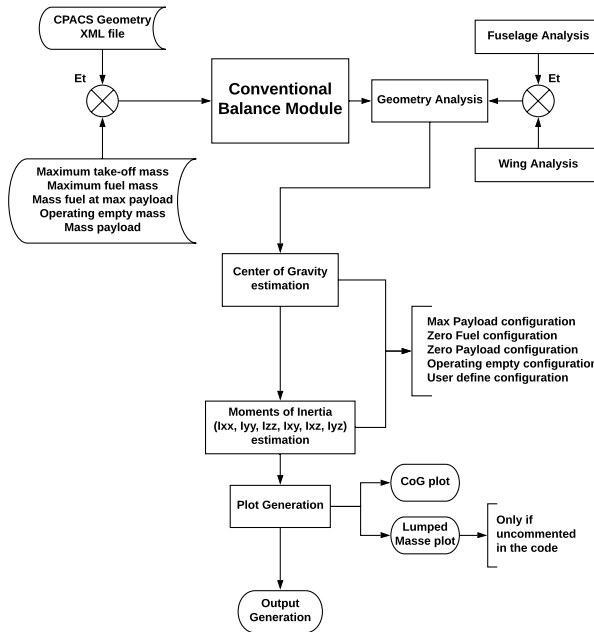 CPACS Geometry
XML file
Et
Conventional
Balance Module
Geometry Analysis
Fuselage Analysis
Et
Wing Analysis
Maximum take-off mass
Maximum fuel mass
Mass fuel at max payload
Operating empty mass
Mass payload
Center of Gravity
estimation
Max Payload configuration
Zero Fuel configuration
Zero Payload configuration
Operating empty configuration
User define configuration
Moments of Inertia
(Ixx, Iyy, Izz, Ixy, Ixz, Iyz)
estimation
Plot Generation
CoG plot
Lumped
Masse plot
Only if
uncommented
in the code
Output
Generation